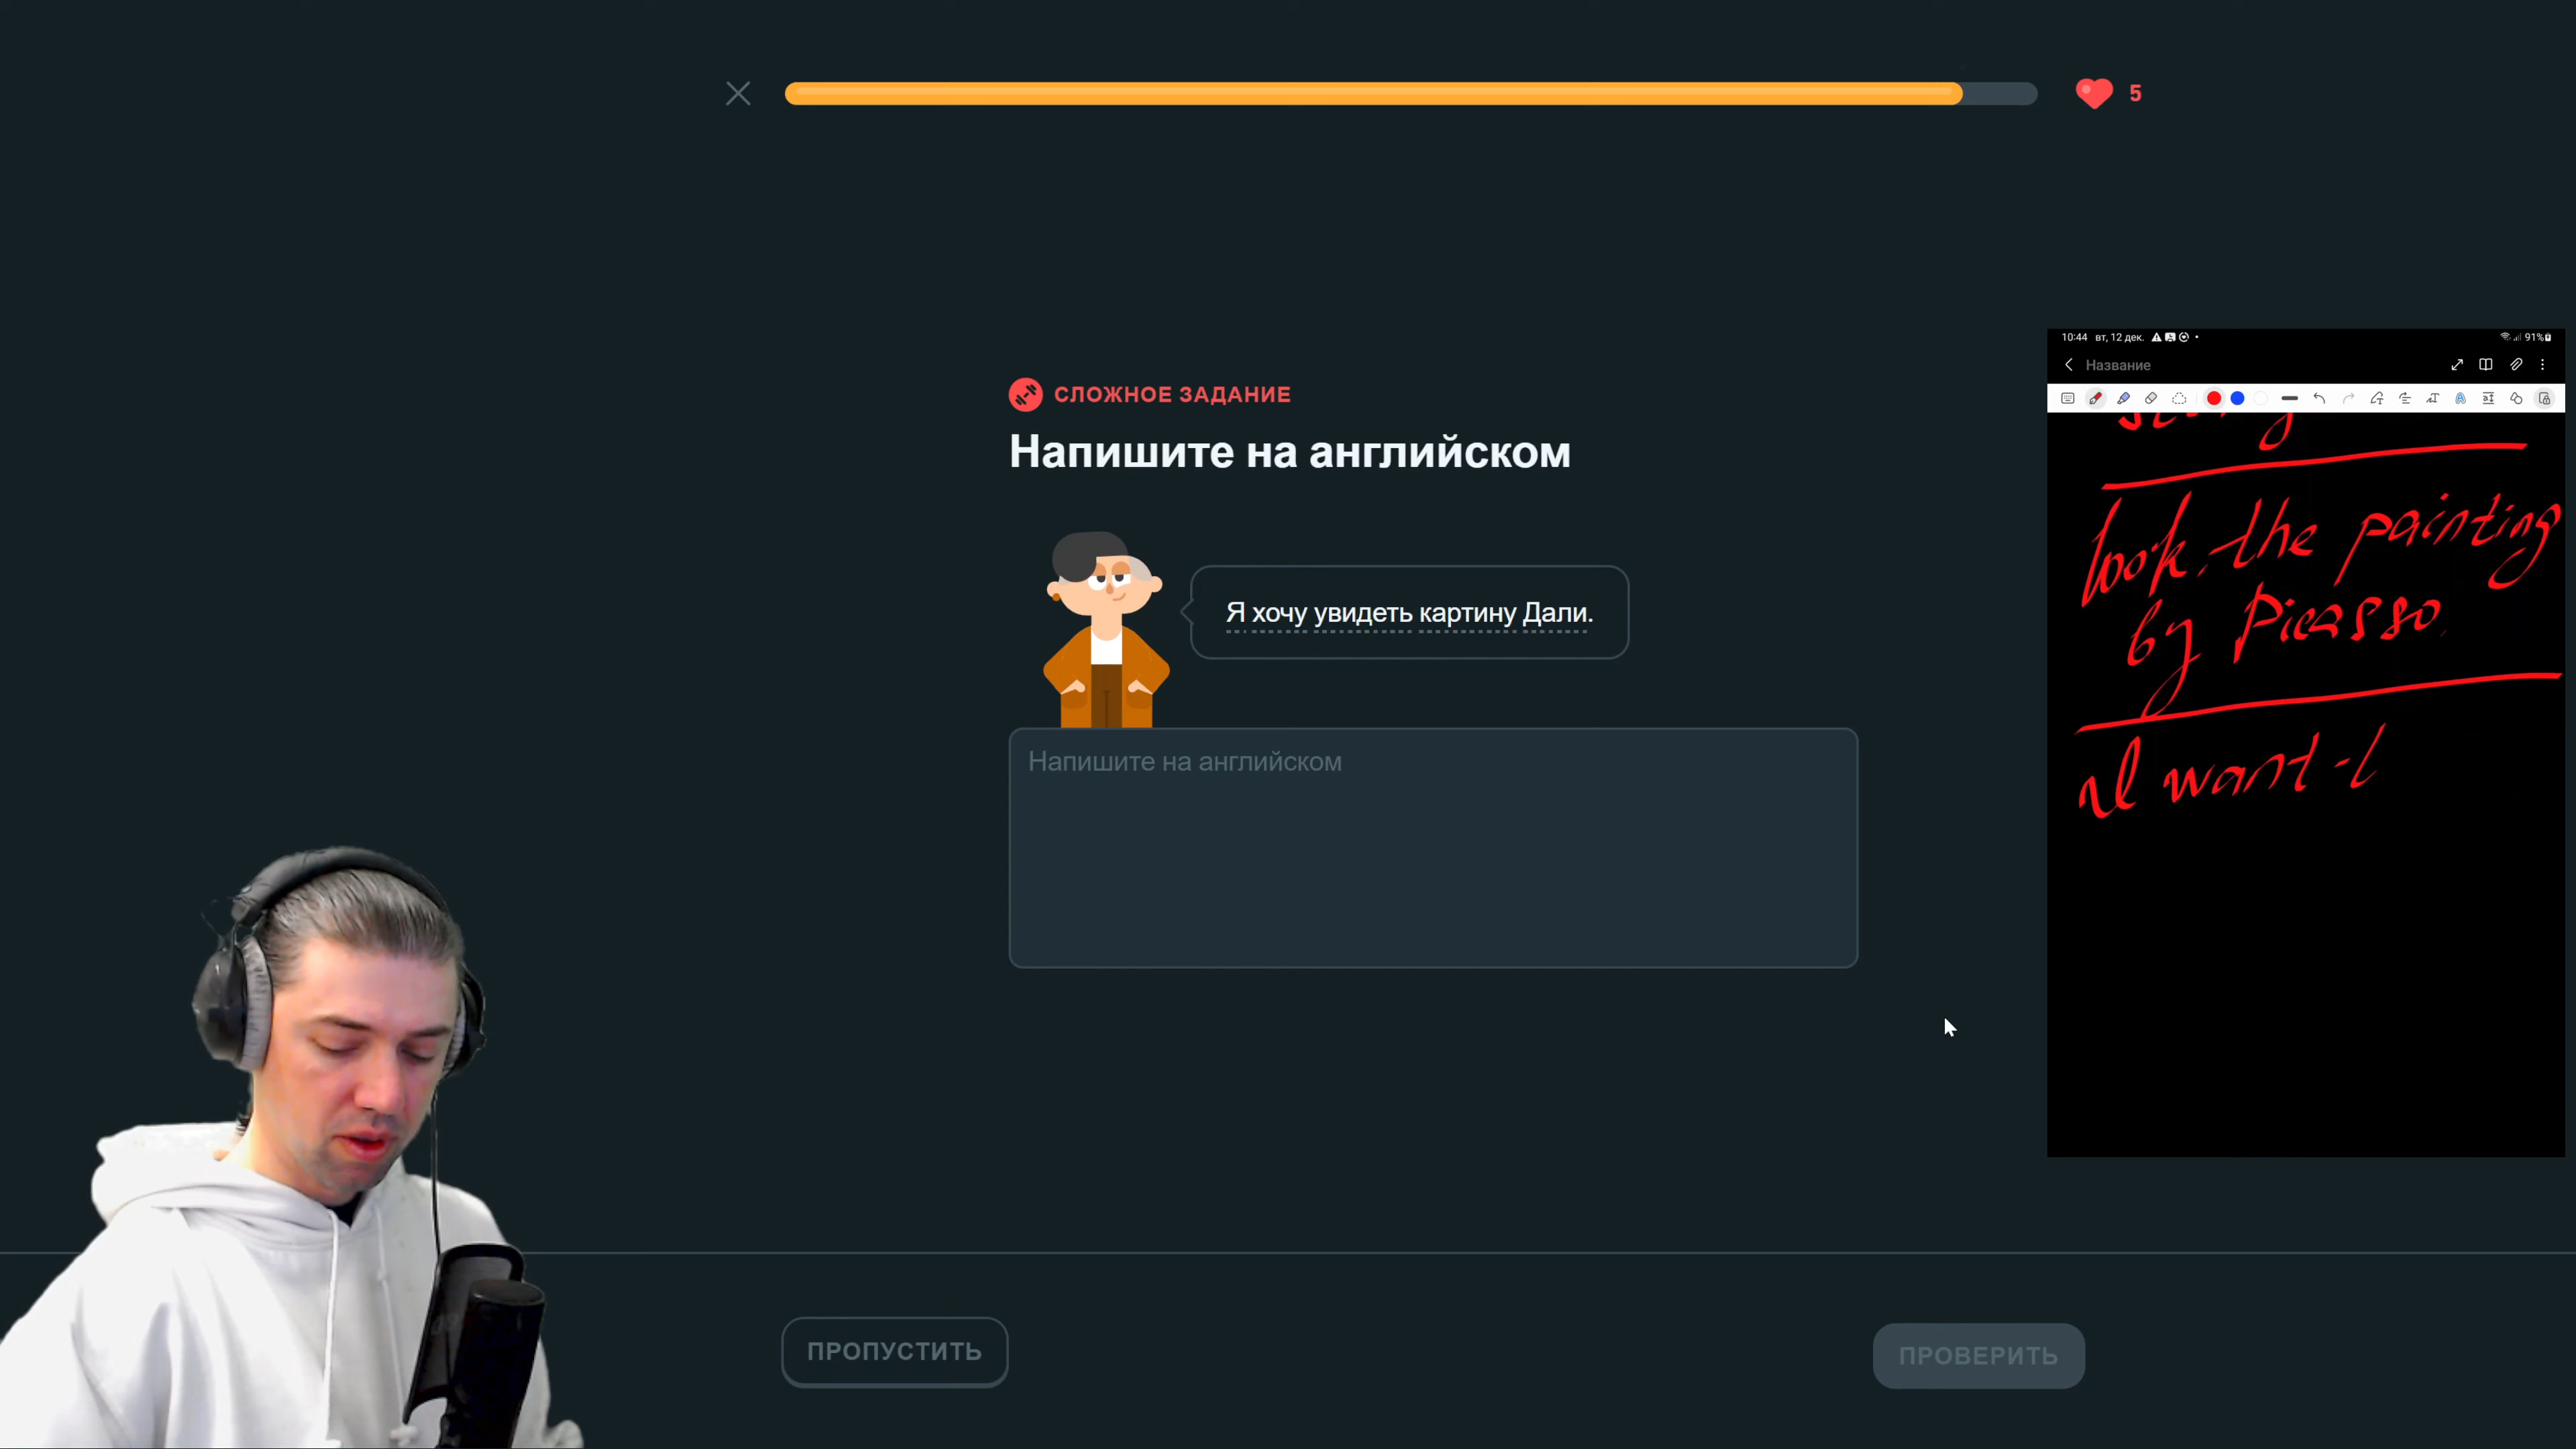 5
10:44 вт, 12 дек.
91%
Название
СЛОЖНОЕ ЗАДАНИЕ
Напишите на английском
look, the painting
by Picasso.
Я хочу увидеть картину Дали.
Напишите на английском
I want t
ПРОПУСТИТЬ
ПРОВЕРИТЬ